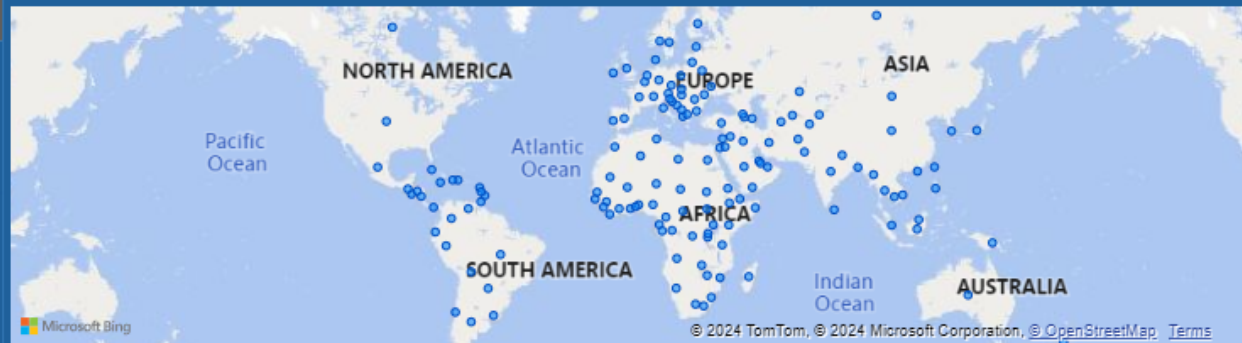 NORTH AMERICA
EUROPE
ASIA
Pacific
Ocean
Atlantic
Ocean
AFRICA
SOUTH AMERICA
Indian
Ocean
AUSTRALIA
Microsoft Bing
© 2024 TomTom, © 2024 Microsoft Corporation, © OpenStreetMap Terms